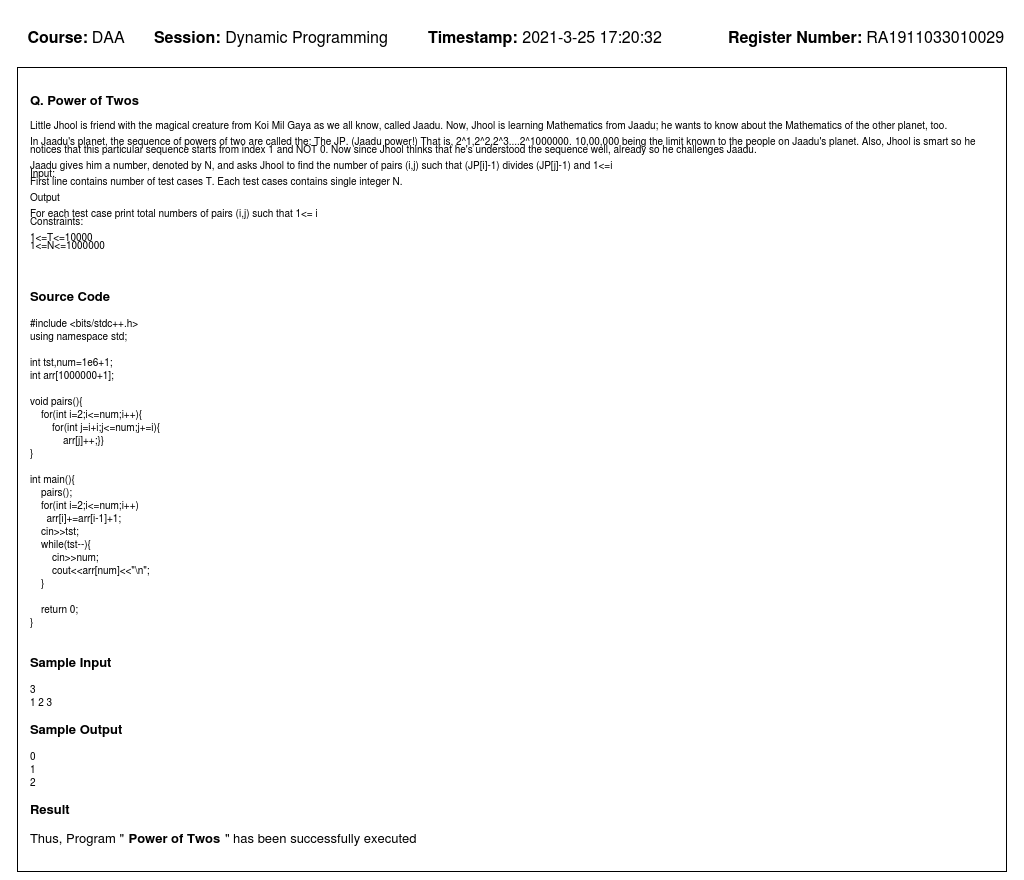 Course: DAA Session: Dynamic Programming Timestamp: 2021-3-25 17:20:32 Register Number: RA1911033010029
Q. Power of Twos
Little Jhool is friend with the magical creature from Koi Mil Gaya as we all know, called Jaadu. Now, Jhool is learning Mathematics from Jaadu; he wants to know about the Mathematics of the other planet, too.
In Jaadu's planet, the sequence of powers of two are called the: The JP. (Jaadu power!) That is, 2^1,2^2,2^3....2^1000000. 10,00,000 being the limit known to the people on Jaadu's planet. Also, Jhool is smart so he
notices that this particular sequence starts from index 1 and NOT 0. Now since Jhool thinks that he's understood the sequence well, already so he challenges Jaadu.
Jaadu gives him a number, denoted by N, and asks Jhool to find the number of pairs (i,j) such that (JP[i]-1) divides (JP[j]-1) and 1<=i
Input:
First line contains number of test cases T. Each test cases contains single integer N.
Output
For each test case print total numbers of pairs (i,j) such that 1<= i
Constraints:
1<=T<=10000
1<=N<=1000000
Source Code
#include <bits/stdc++.h>
using namespace std;
int tst,num=1e6+1;
int arr[1000000+1];
void pairs(){
for(int i=2;i<=num;i++){
for(int j=i+i;j<=num;j+=i){
arr[j]++;}}
}
int main(){
pairs();
for(int i=2;i<=num;i++)
arr[i]+=arr[i-1]+1;
cin>>tst;
while(tst--){
cin>>num;
cout<<arr[num]<<"\n";
}
return 0;
}
Sample Input
3
1 2 3
Sample Output
0
1
2
Result
Thus, Program " Power of Twos " has been successfully executed